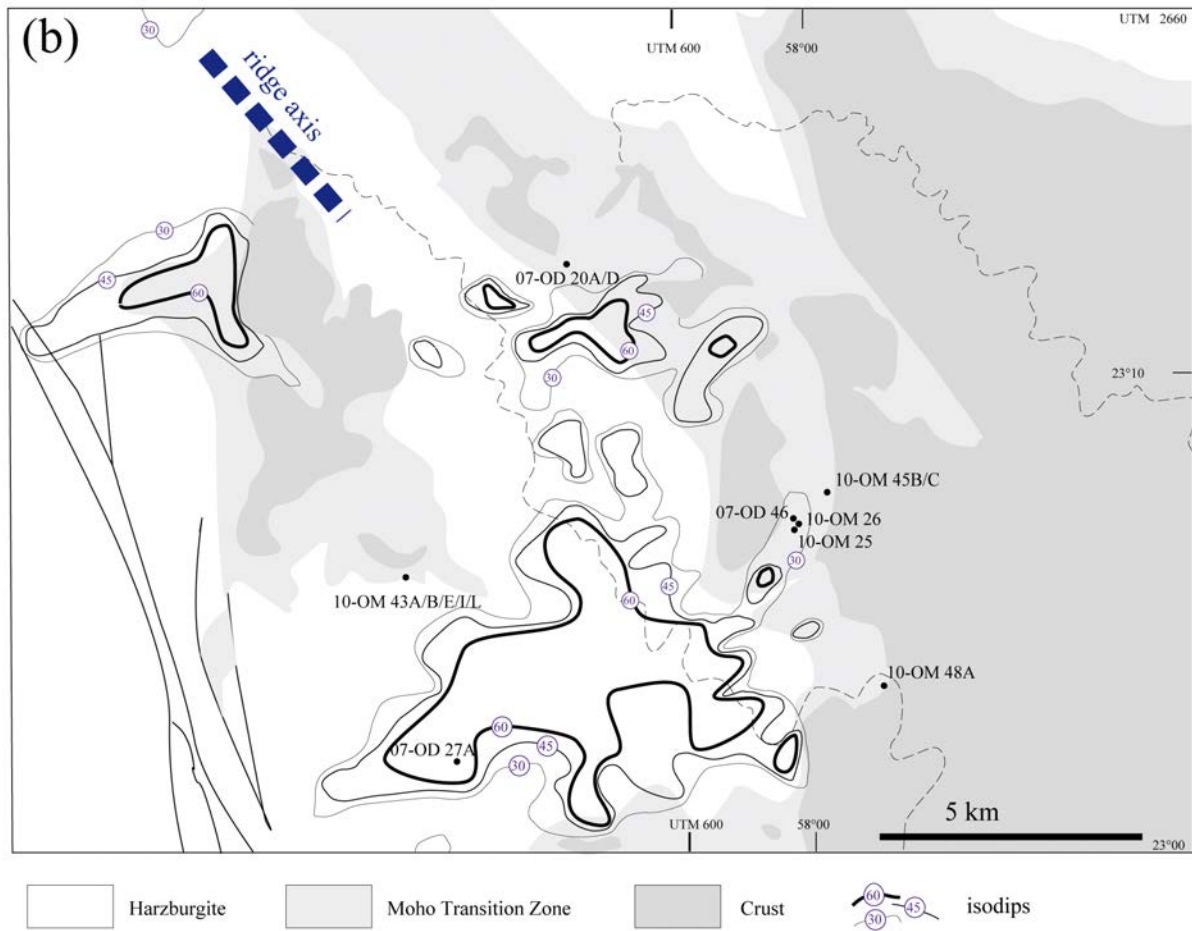 (b)
30
UTM 600
58°00
UTM 2660
ridge axis
30
45
60
07-OD 20A/D
45
60
30
23°10
10-OM 45B/C
07-OD 46
10-OM 26
10-OM 25
30
45
60
10-OM 43A/B/E/I/L
10-OM 48A
07-OD 27A
60
45
30
5 km
UTM 600
58°00
23°00
Harzburgite
Moho Transition Zone
Crust
60
45
30
isodips